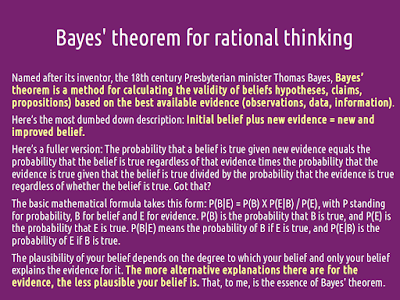 Bayes' theorem for rational thinking
Named after its inventor, the 18th century Presbyterian minister Thomas Bayes, Bayes'
theorem is a method for calculating the validity of beliefs hypotheses, claims,
propositions) based on the best available evidence (observations, data, information).
Here's the most dumbed down description: Initial belief plus new evidence = new and
improved belief.
Here's a fuller version: The probability that a belief is true given new evidence equals the
probability that the belief is true regardless of that evidence times the probability that the
evidence is true given that the belief is true divided by the probability that the evidence is true
regardless of whether the belief is true. Got that?
The basic mathematical formula takes this form: P(B|E) = P(B) X P(E|B) / P(E), with P standing
for probability, B for belief and E for evidence. P(B) is the probability that B is true, and P(E) is
the probability that E is true. P(B|E) means the probability of B if E is true, and P(E|B) is the
probability of E if B is true.
The plausibility of your belief depends on the degree to which your belief and only your belief
explains the evidence for it. The more alternative explanations there are for the
evidence, the less plausible your belief is. That, to me, is the essence of Bayes' theorem.